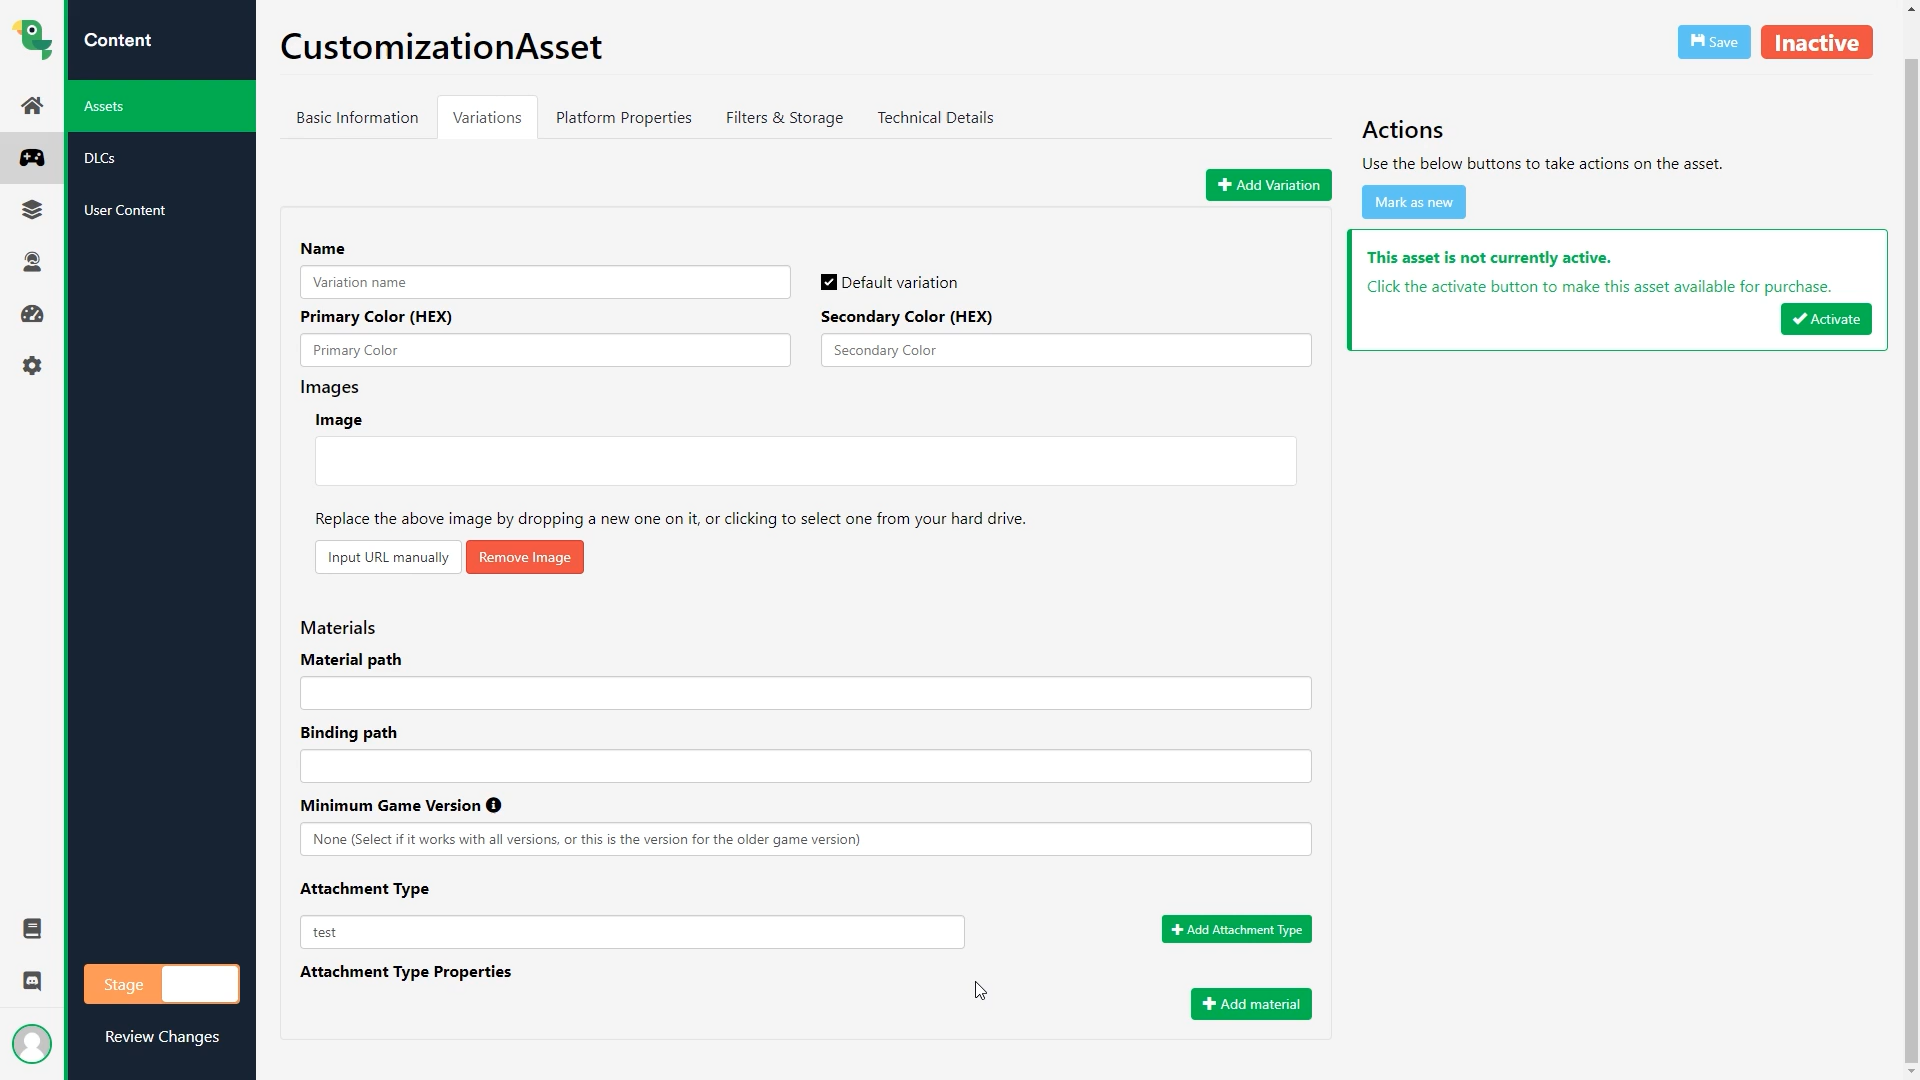 Content
Assets
DLCs
User Content
Stage
Review Changes
CustomizationAsset
Save
Inactive
Basic Information
Variations
Platform Properties
Filters & Storage
Technical Details
Add Variation
Name
Variation name
Default variation
Primary Color (HEX)
Secondary Color (HEX)
Primary Color
Secondary Color
Images
Image
Replace the above image by dropping a new one on it, or clicking to select one from your hard drive.
Input URL manually
Remove Image
Materials
Material path
Binding path
Minimum Game Version
None (Select if it works with all versions, or this is the version for the older game version)
Attachment Type
test
Add Attachment Type
Attachment Type Properties
Add material
Actions
Use the below buttons to take actions on the asset.
Mark as new
This asset is not currently active.
Click the activate button to make this asset available for purchase.
Activate